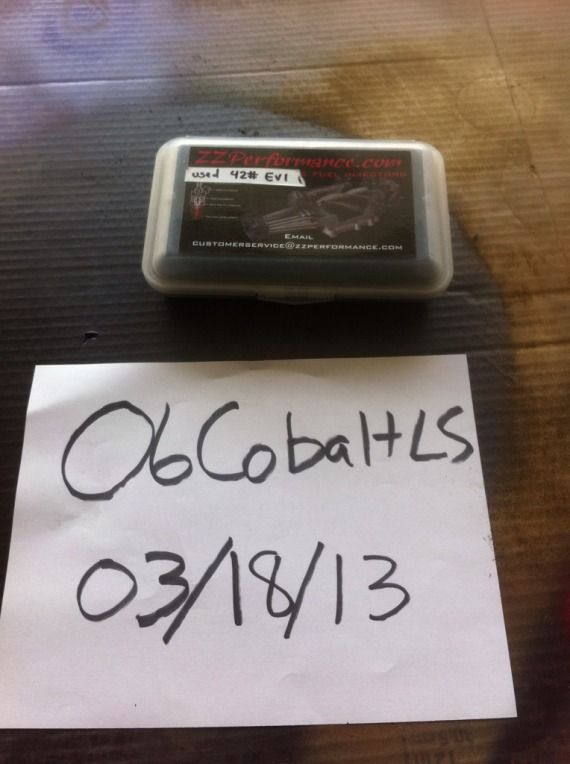 ZZPerformance.com
used 42# EV1
FUEL INJECTORS
EMAIL
CUSTOMERSERVICE@ZZPERFORMANCE.COM
06CobaltLS
03/18/13